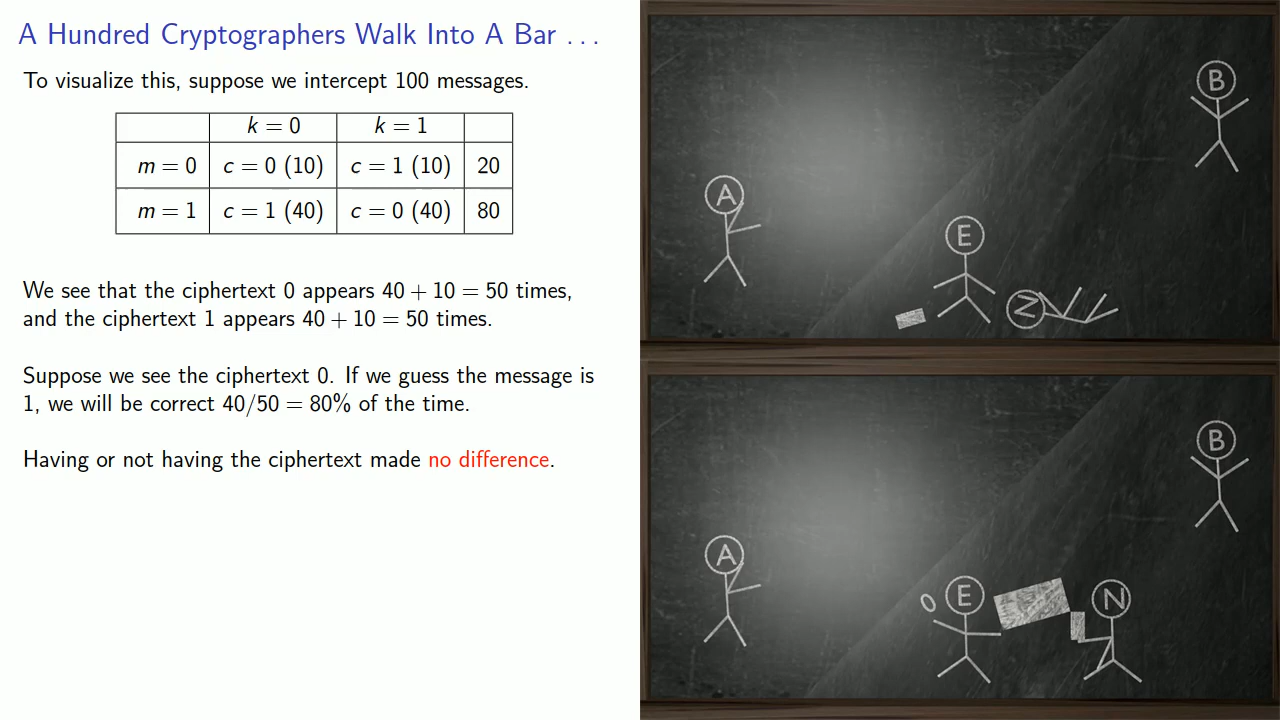 A Hundred Cryptographers Walk Into A Bar . . .
To visualize this, suppose we intercept 100 messages.
k = 0 k = 1
m = 0 c = 0 (10) c = 1 (10) 20
m = 1 c = 1 (40) c = 0 (40) 80
We see that the ciphertext 0 appears 40 + 10 = 50 times,
and the ciphertext 1 appears 40 + 10 = 50 times.
Suppose we see the ciphertext 0. If we guess the message is
1, we will be correct 40/50 = 80% of the time.
Having or not having the ciphertext made no difference.
B
A
E
Z
B
A
0
E
N